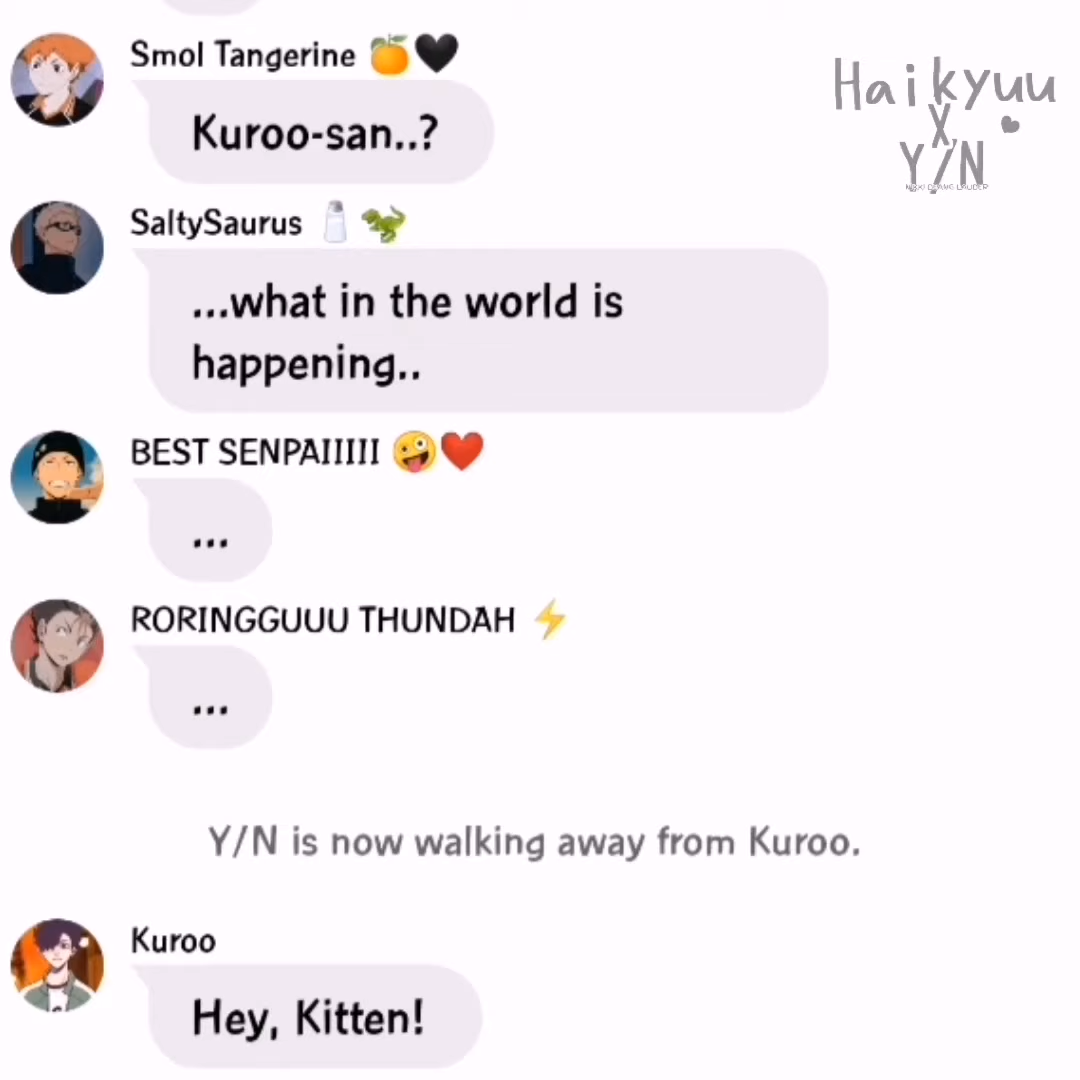 Smol Tangerine 🍊🖤
Kuroo-san..?
Haikyuu
X
Y/N
SaltySaurus 🧂🦖
...what in the world is
happening..
BEST SENPAIIIII 🤪❤️
...
RORINGGUUU THUNDAH ⚡
...
Y/N is now walking away from Kuroo.
Kuroo
Hey, Kitten!